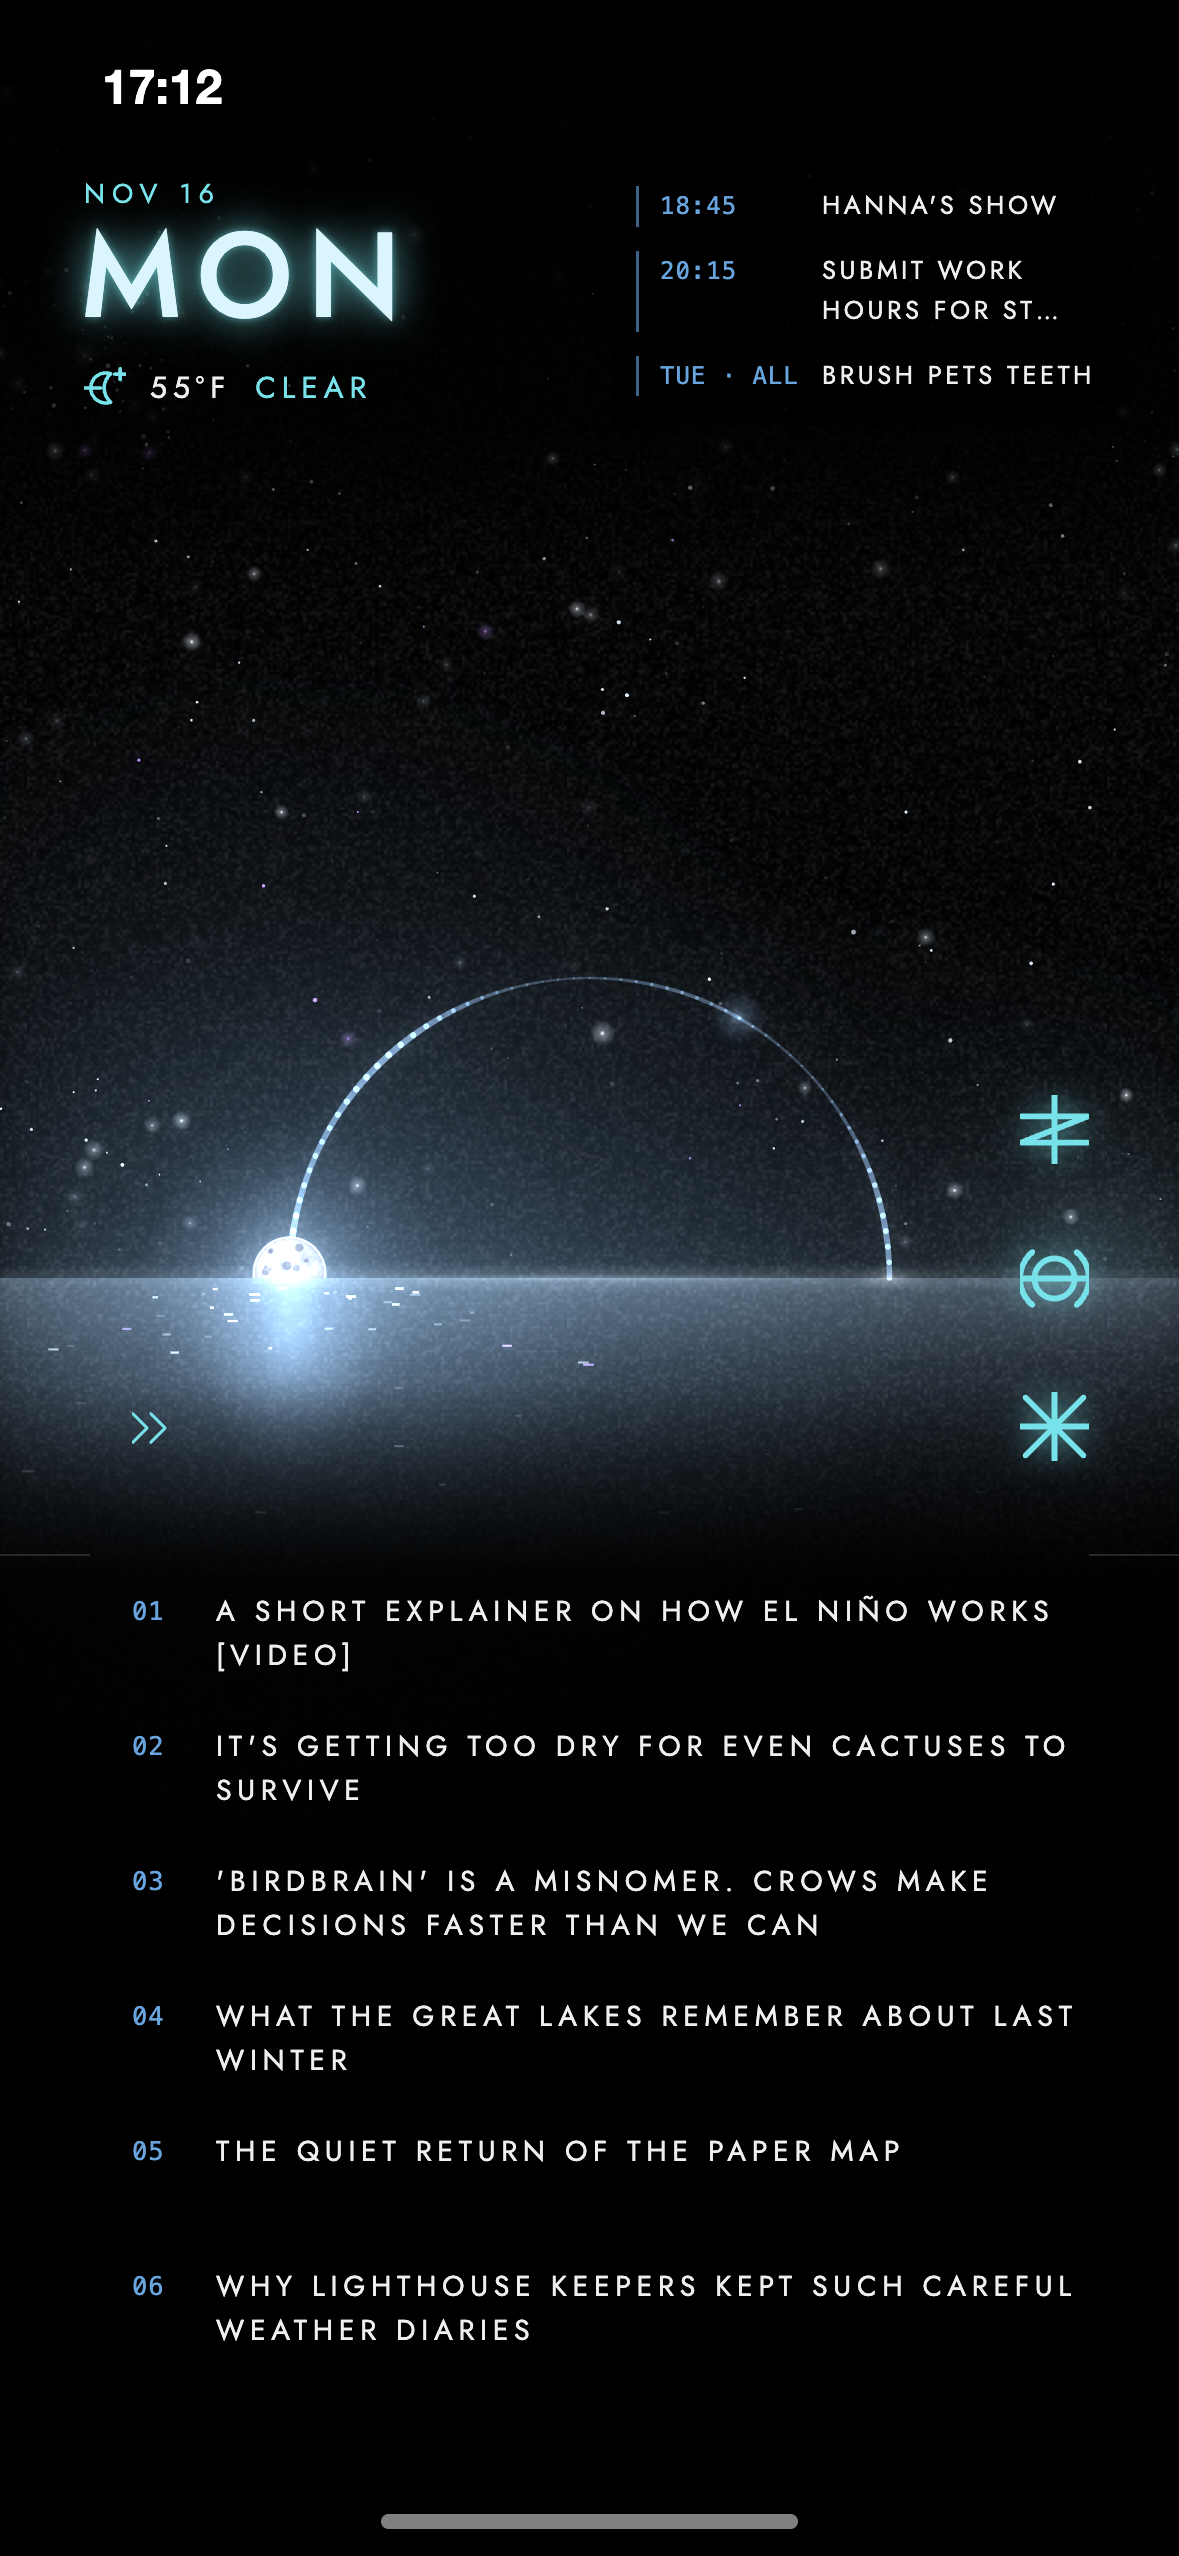 17:12
NOV 16
MON
55°F CLEAR
18:45 HANNA'S SHOW
20:15 SUBMIT WORK
HOURS FOR ST...
TUE · ALL BRUSH PETS TEETH
01 A SHORT EXPLAINER ON HOW EL NIÑO WORKS
[VIDEO]
02 IT'S GETTING TOO DRY FOR EVEN CACTUSES TO
SURVIVE
03 'BIRDBRAIN' IS A MISNOMER. CROWS MAKE
DECISIONS FASTER THAN WE CAN
04 WHAT THE GREAT LAKES REMEMBER ABOUT LAST
WINTER
05 THE QUIET RETURN OF THE PAPER MAP
06 WHY LIGHTHOUSE KEEPERS KEPT SUCH CAREFUL
WEATHER DIARIES